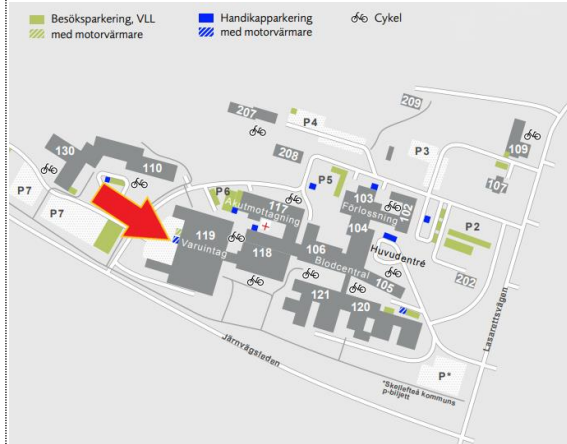 Besöksparkering, VLL
med motorvärmare
Handikapparkering
med motorvärmare
Cykel
207
P4
209
130
110
208
P3
109
P5
107
P7
P6
Akutmottagning
117
103
Förlossning
102
P7
119
Varuintag
104
P2
118
106
Huvudentré
Blodcentral
105
202
121
120
Lasarettsvägen
Järnvägsleden
P*
*Skellefteå kommuns
p-biljett